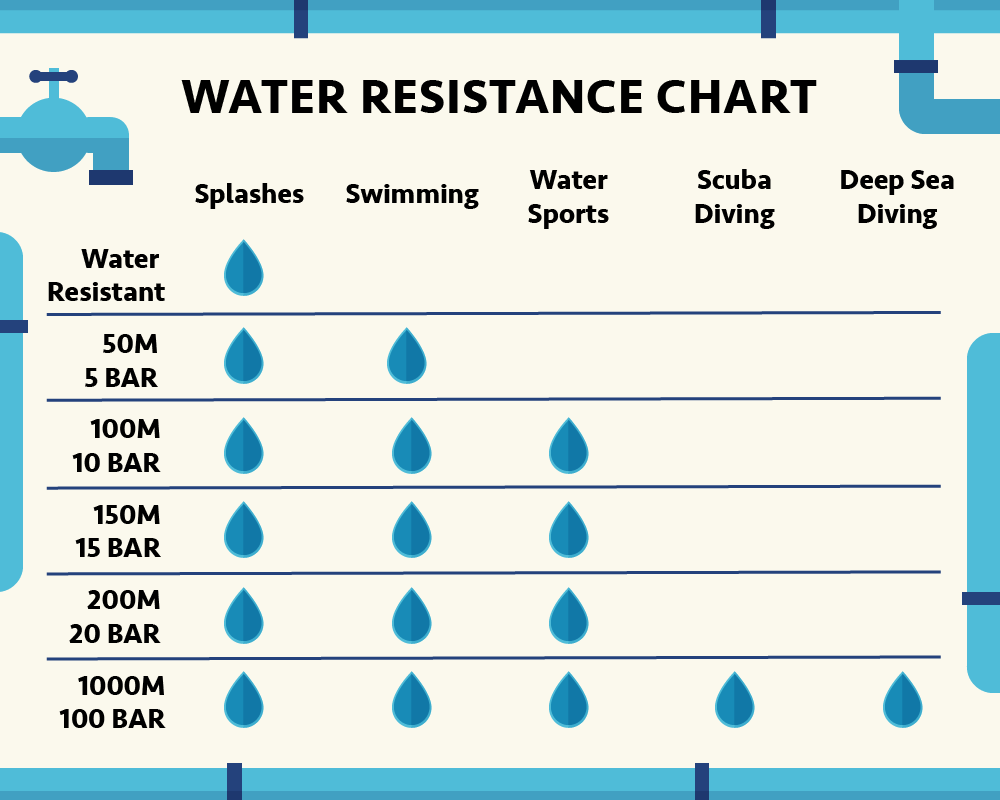 WATER RESISTANCE CHART
Splashes
Swimming
Water
Sports
Scuba
Diving
Deep Sea
Diving
Water
Resistant
50M
5 BAR
100M
10 BAR
150M
15 BAR
200M
20 BAR
1000M
100 BAR